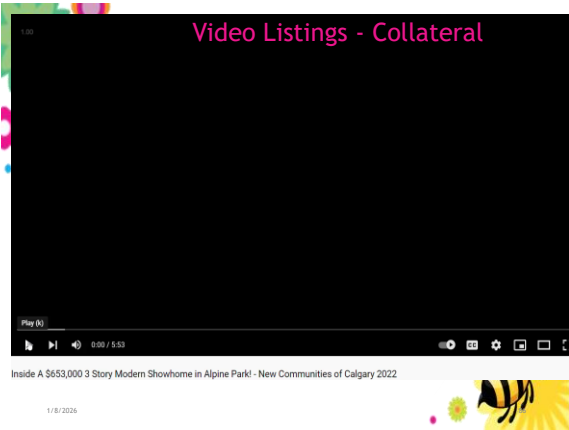 Video Listings - Collateral
1.00
Play (k)
0:00 / 5:53
CC
Inside A $653,000 3 Story Modern Showhome in Alpine Park! - New Communities of Calgary 2022
1/8/2026